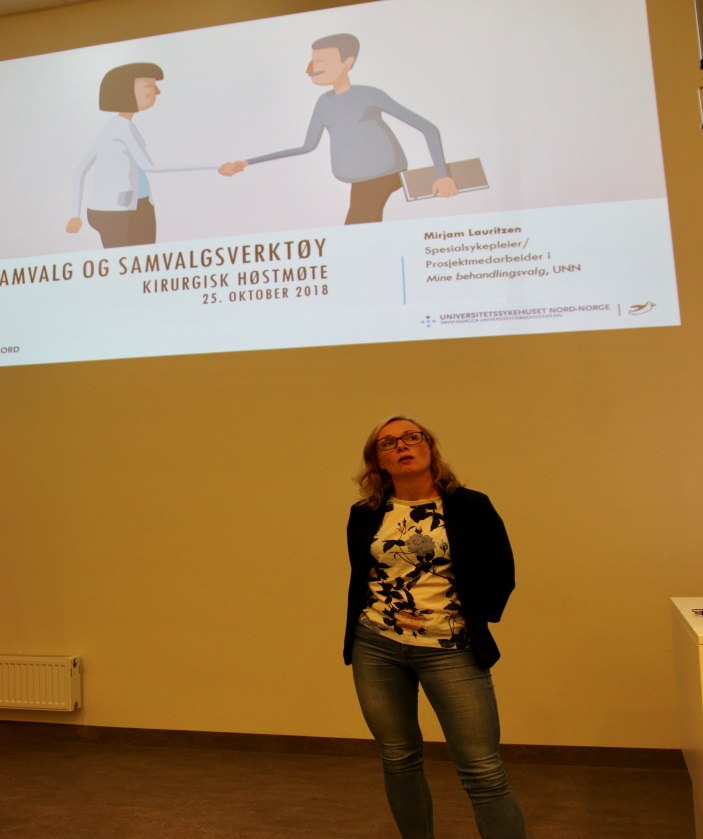 AMVALG OG SAMVALGSVERKTØY
KIRURGISK HØSTMØTE
25. OKTOBER 2018
Mirjam Lauritzen
Spesialsykepleier/
Prosjektmedarbeider i
Mine behandlingsvalg, UNN
UNIVERSITETSSYKEHUSET NORD-NORGE
ORD